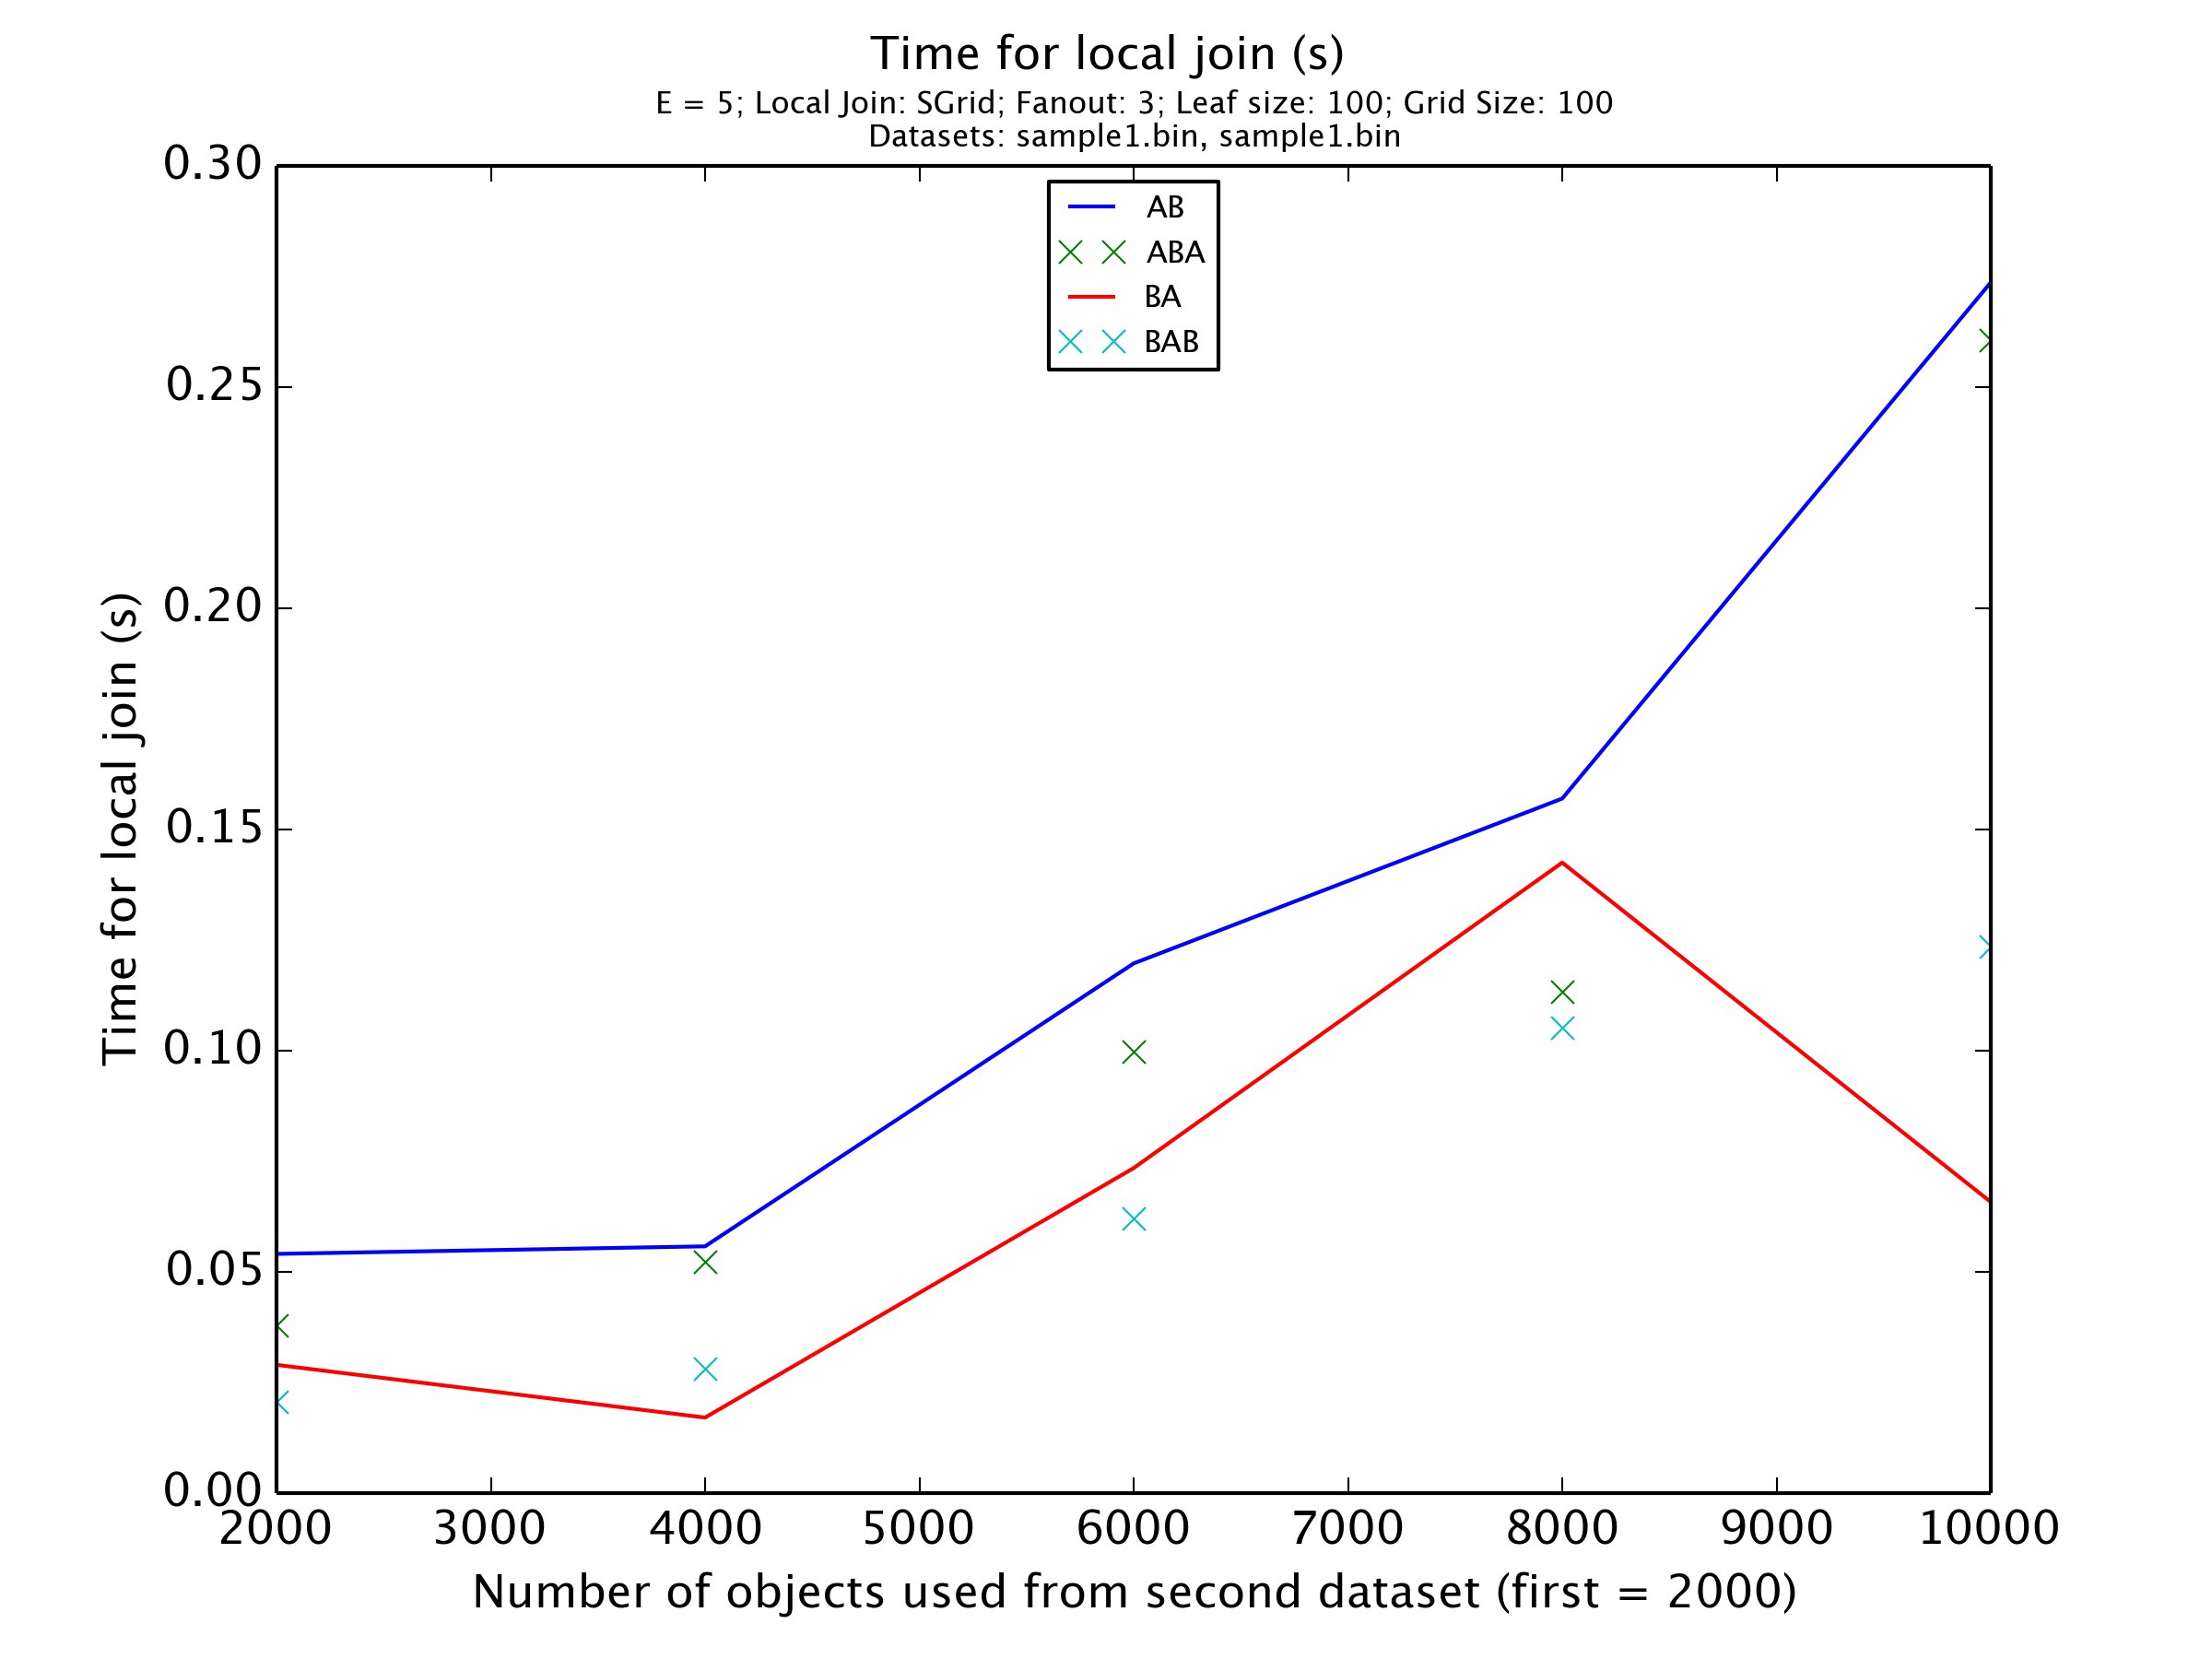 Time for local join (s)
E = 5; Local Join: SGrid; Fanout: 3; Leaf size: 100; Grid Size: 100
Datasets: sample1.bin, sample1.bin
AB
ABA
BA
BAB
Time for local join (s)
0.30
0.25
0.20
0.15
0.10
0.05
0.00
2000 3000 4000 5000 6000 7000 8000 9000 10000
Number of objects used from second dataset (first = 2000)